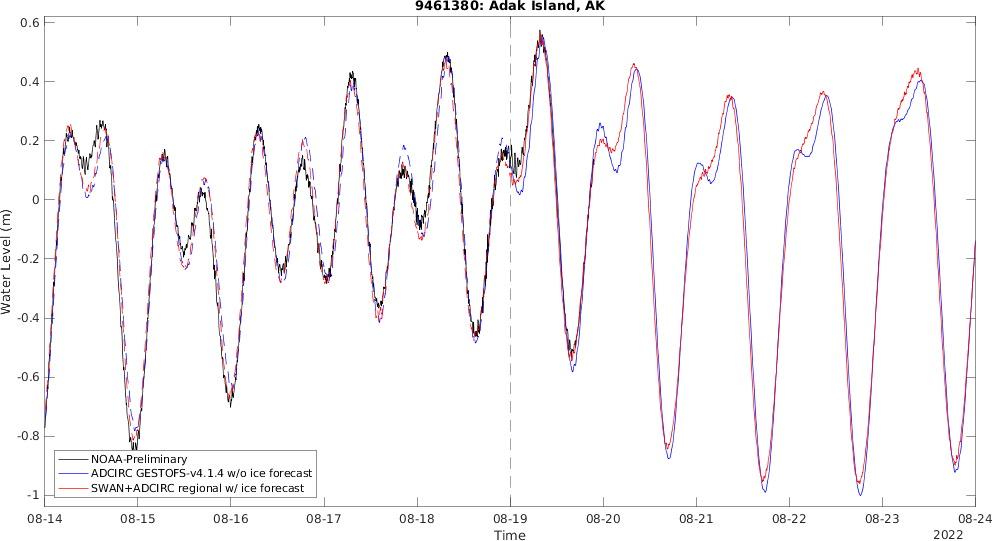 9461380: Adak Island, AK
0.6
0.4
0.2
0
-0.2
-0.4
-0.6
-0.8
-1
Water Level (m)
NOAA-Preliminary
ADCIRC GESTOFS-v4.1.4 w/o ice forecast
SWAN+ADCIRC regional w/ ice forecast
08-14 08-15 08-16 08-17 08-18 08-19 08-20 08-21 08-22 08-23 08-24
Time
2022